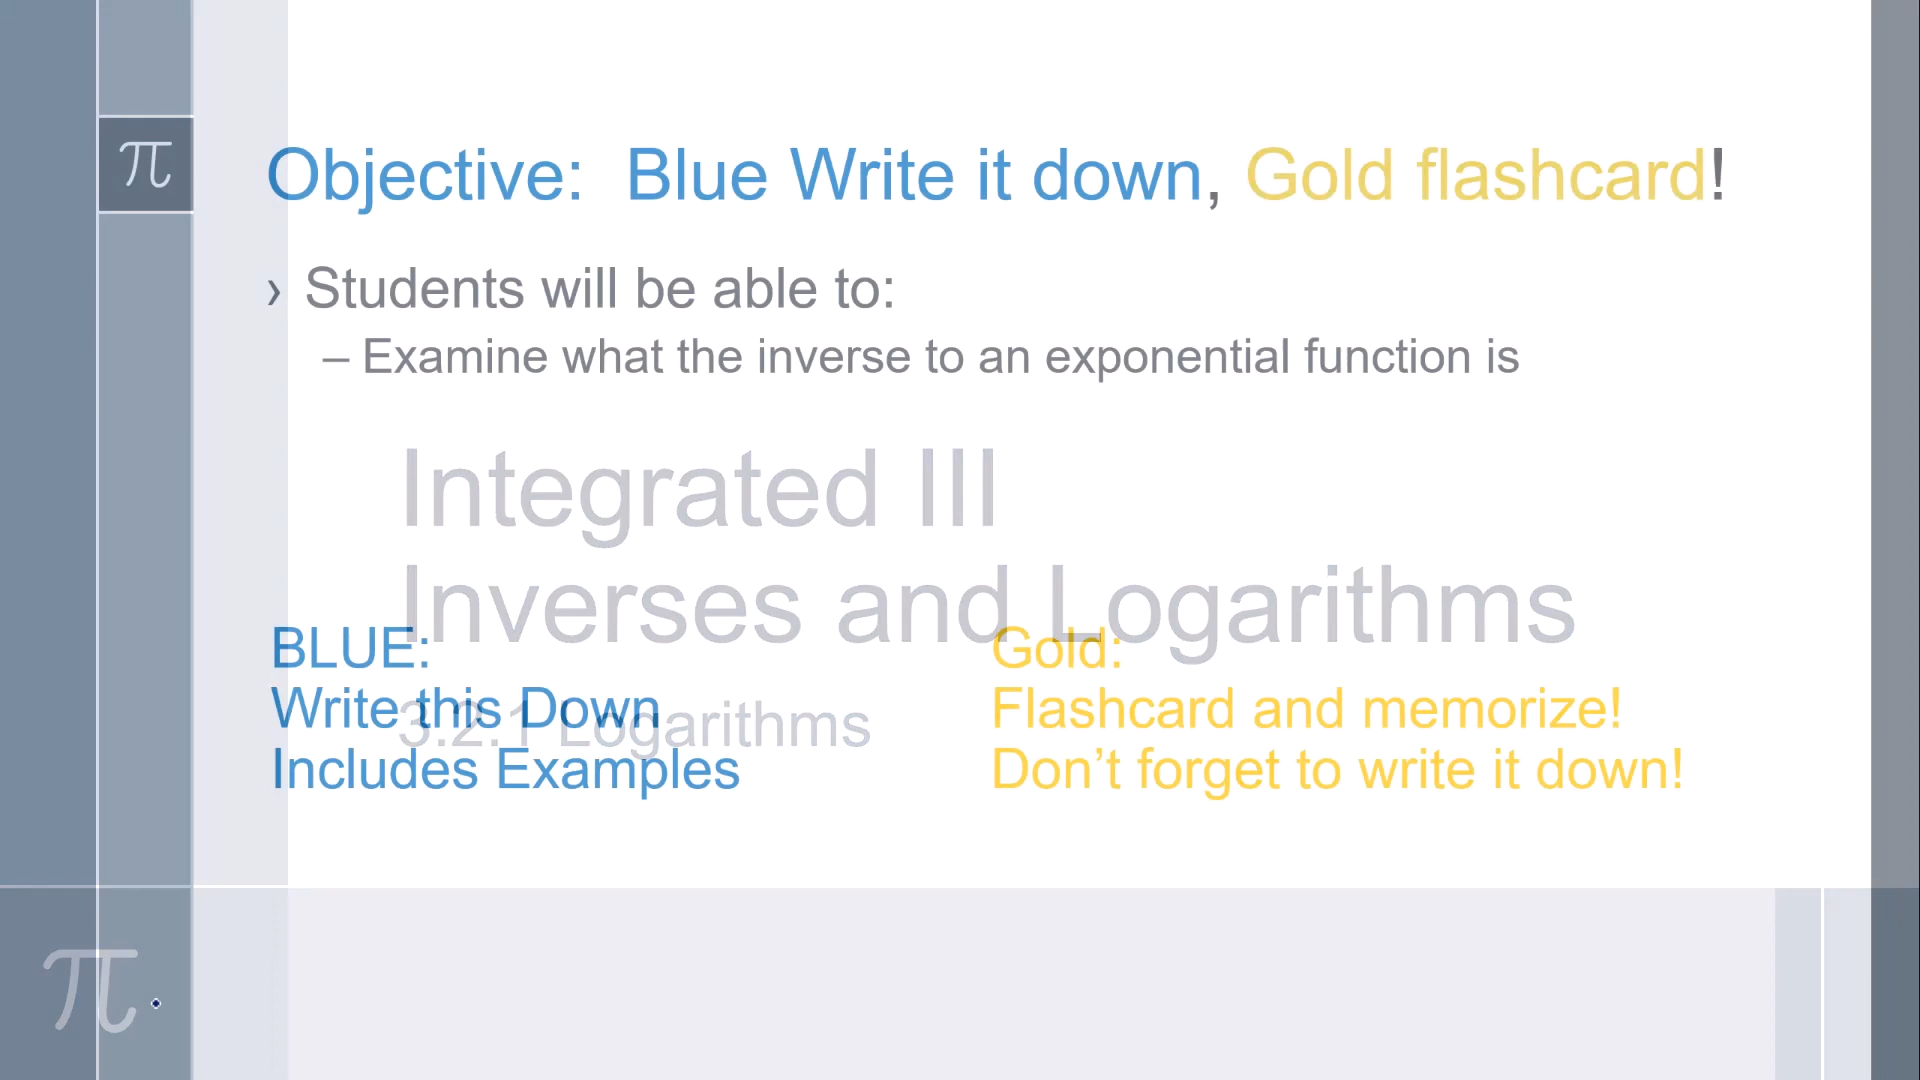 π
Objective: Blue Write it down, Gold flashcard!
› Students will be able to:
– Examine what the inverse to an exponential function is
Integrated III
Inverses and Logarithms
3.2.1 Logarithms
BLUE:
Write this Down
Includes Examples
Gold:
Flashcard and memorize!
Don’t forget to write it down!
π